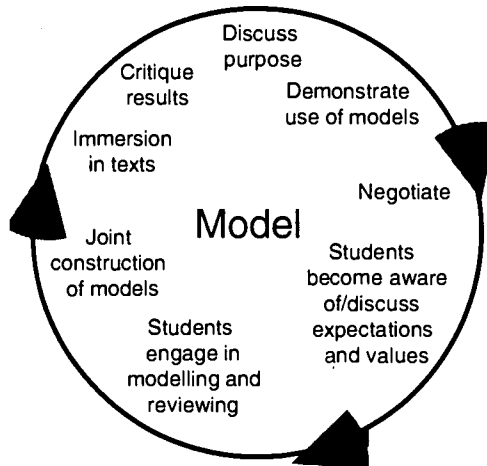 Discuss
purpose
Demonstrate
use of models
Negotiate
Students
become aware
of/discuss
expectations
and values
Students
engage in
modelling and
reviewing
Joint
construction
of models
Immersion
in texts
Critique
results
Model